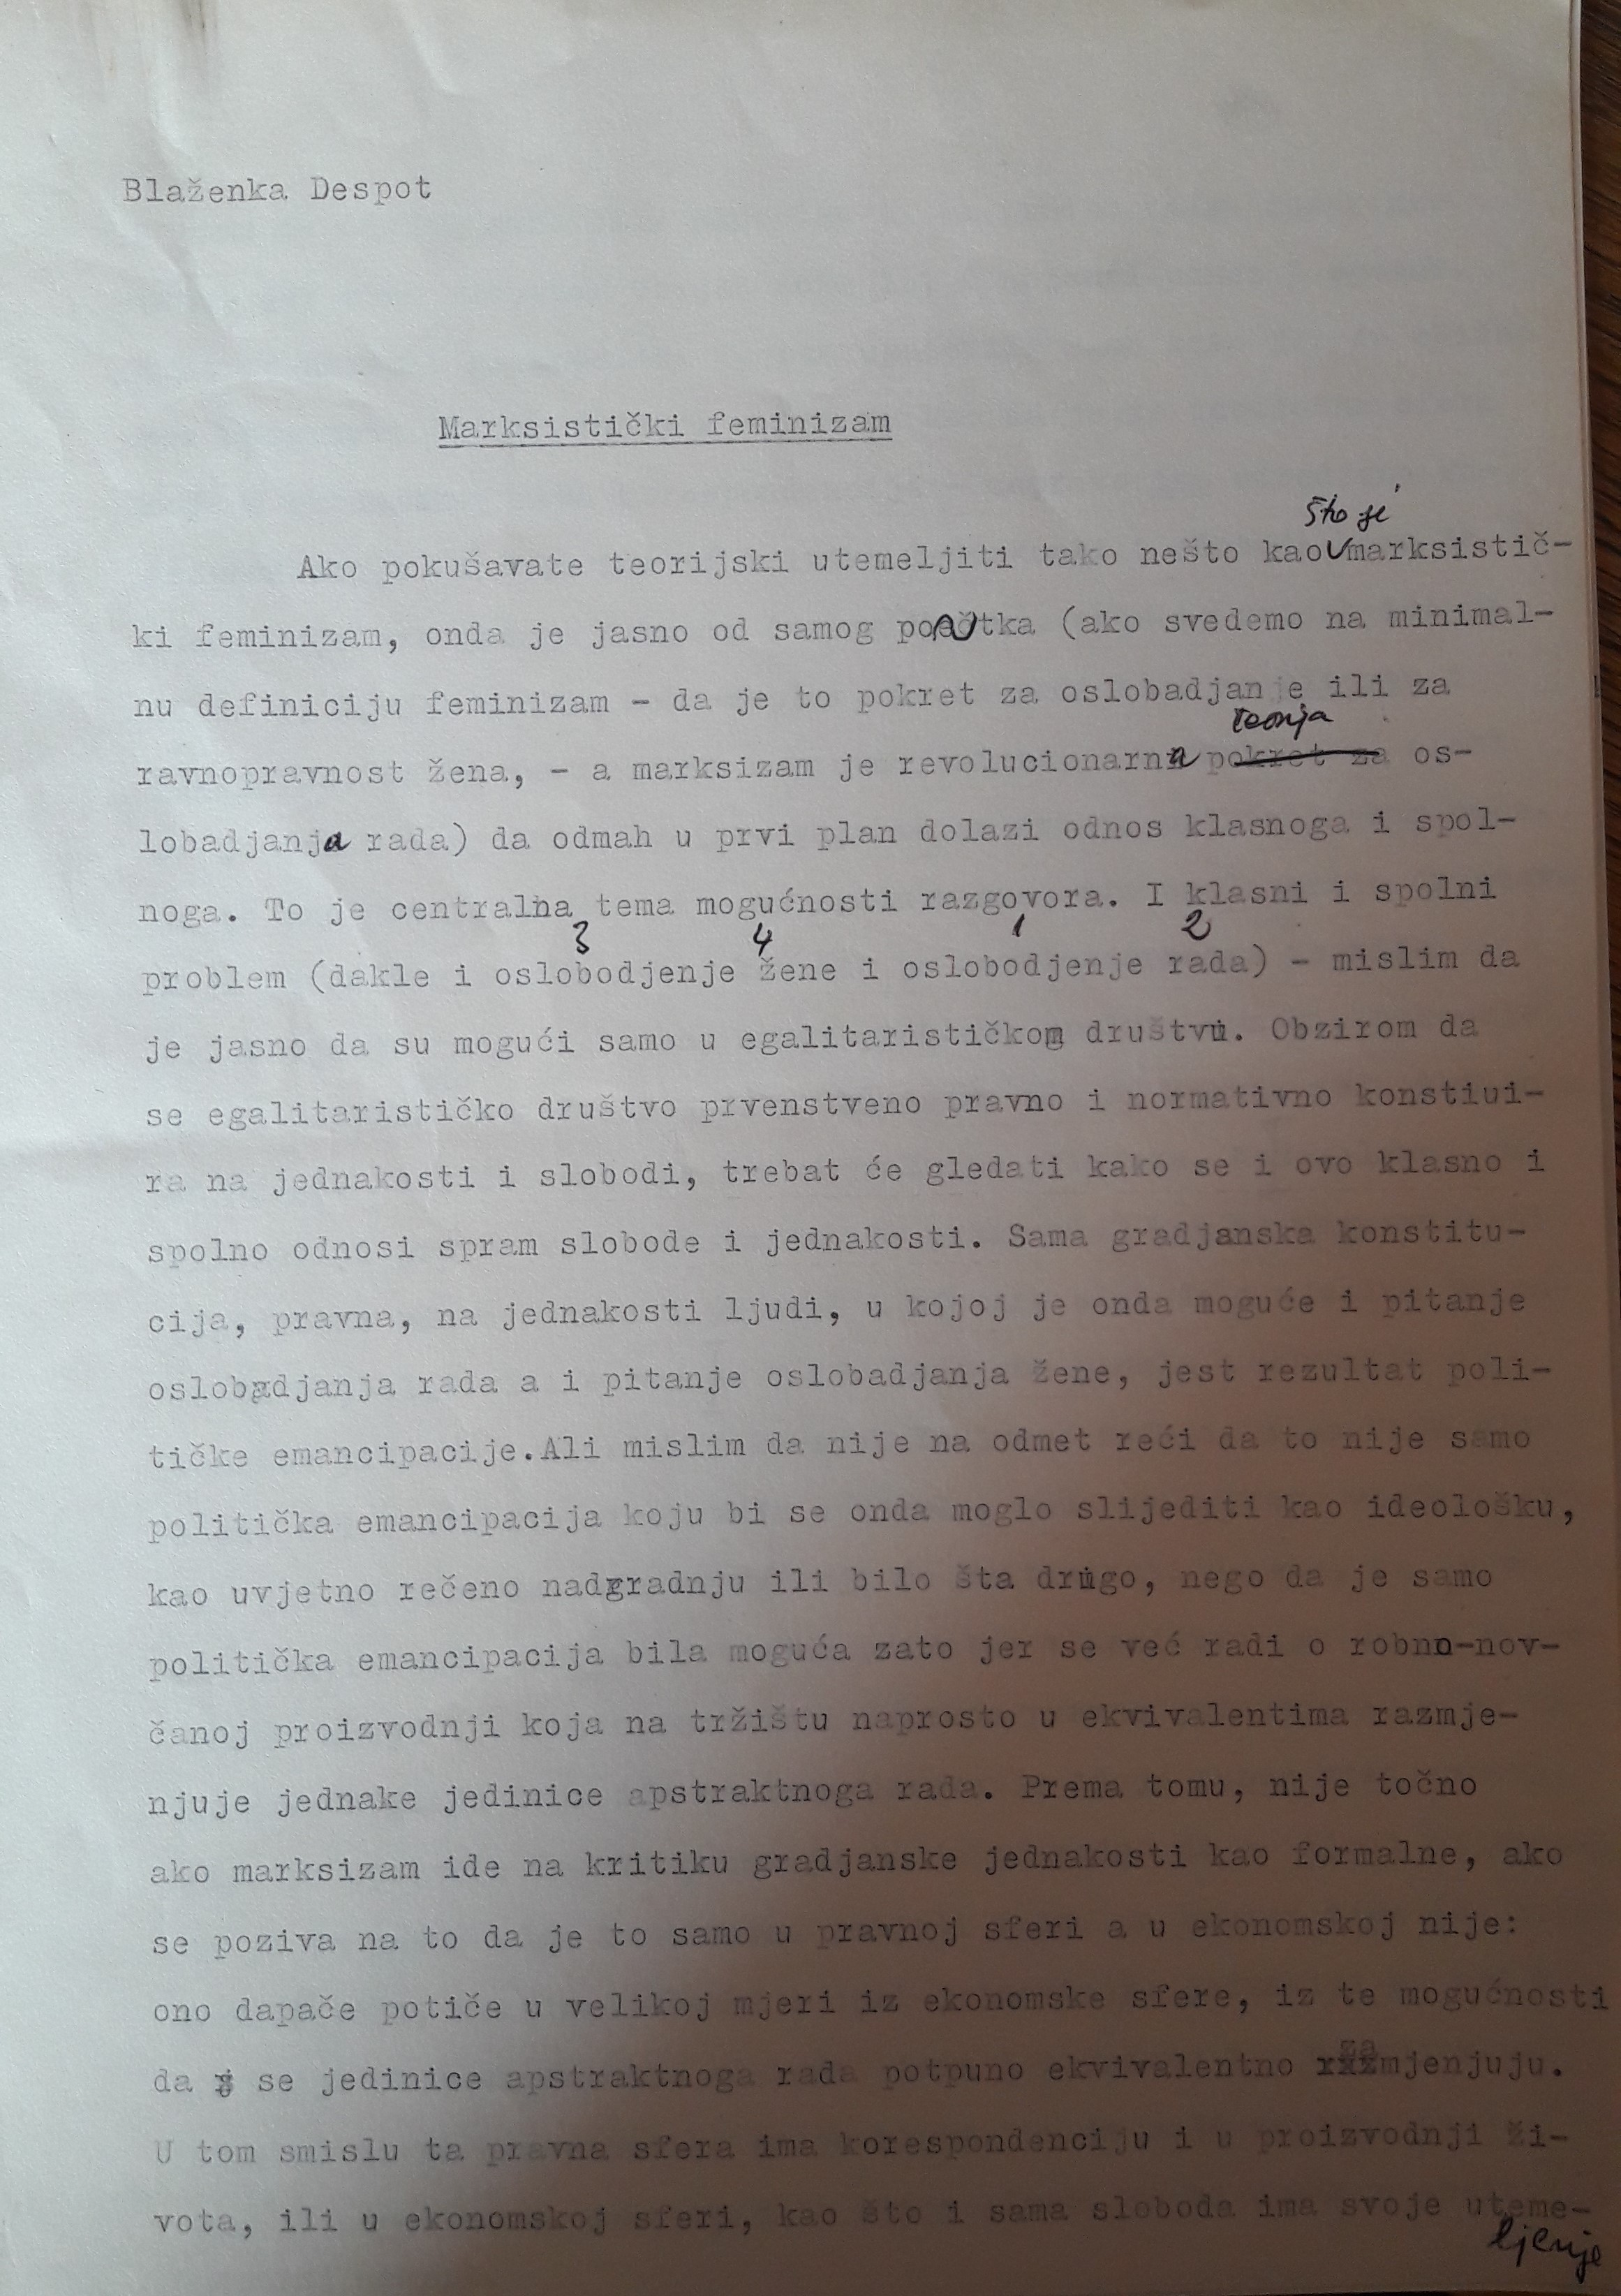 Blaženka Despot
Marksistički feminizam
što je
Ako pokušavate teorijski utemeljiti tako nešto kao marksistič-
ki feminizam, onda je jasno od samog početka (ako svedemo na minimal-
nu definiciju feminizam - da je to pokret za oslobadjanje ili za
teorija
ravnopravnost žena, - a marksizam je revolucionarna pokret za os-
lobadjanja rada) da odmah u prvi plan dolazi odnos klasnoga i spol-
noga. To je centralna tema mogućnosti razgovora. I klasni i spolni
3 4 1 2
problem (dakle i oslobodjenje žene i oslobodjenje rada) - mislim da
je jasno da su mogući samo u egalitarističkom društvu. Obzirom da
se egalitarističko društvo prvenstveno pravno i normativno konstiui-
ra na jednakosti i slobodi, trebat će gledati kako se i ovo klasno i
spolno odnosi spram slobode i jednakosti. Sama gradjanska konstitu-
cija, pravna, na jednakosti ljudi, u kojoj je onda moguće i pitanje
oslobadjanja rada a i pitanje oslobadjanja žene, jest rezultat poli-
tičke emancipacije.Ali mislim da nije na odmet reći da to nije samo
politička emancipacija koju bi se onda moglo slijediti kao ideološku,
kao uvjetno rečeno nadgradnju ili bilo šta drugo, nego da je samo
politička emancipacija bila moguća zato jer se već radi o robno-nov-
čanoj proizvodnji koja na tržištu naprosto u ekvivalentima razmje-
njuje jednake jedinice apstraktnoga rada. Prema tomu, nije točno
ako marksizam ide na kritiku gradjanske jednakosti kao formalne, ako
se poziva na to da je to samo u pravnoj sferi a u ekonomskoj nije:
ono dapače potiče u velikoj mjeri iz ekonomske sfere, iz te mogućnosti
da se jedinice apstraktnoga rada potpuno ekvivalentno razmjenjuju.
U tom smislu ta pravna sfera ima korespondenciju i u proizvodnji ži-
vota, ili u ekonomskoj sferi, kao što i sama sloboda ima svoje uteme-
ljenje